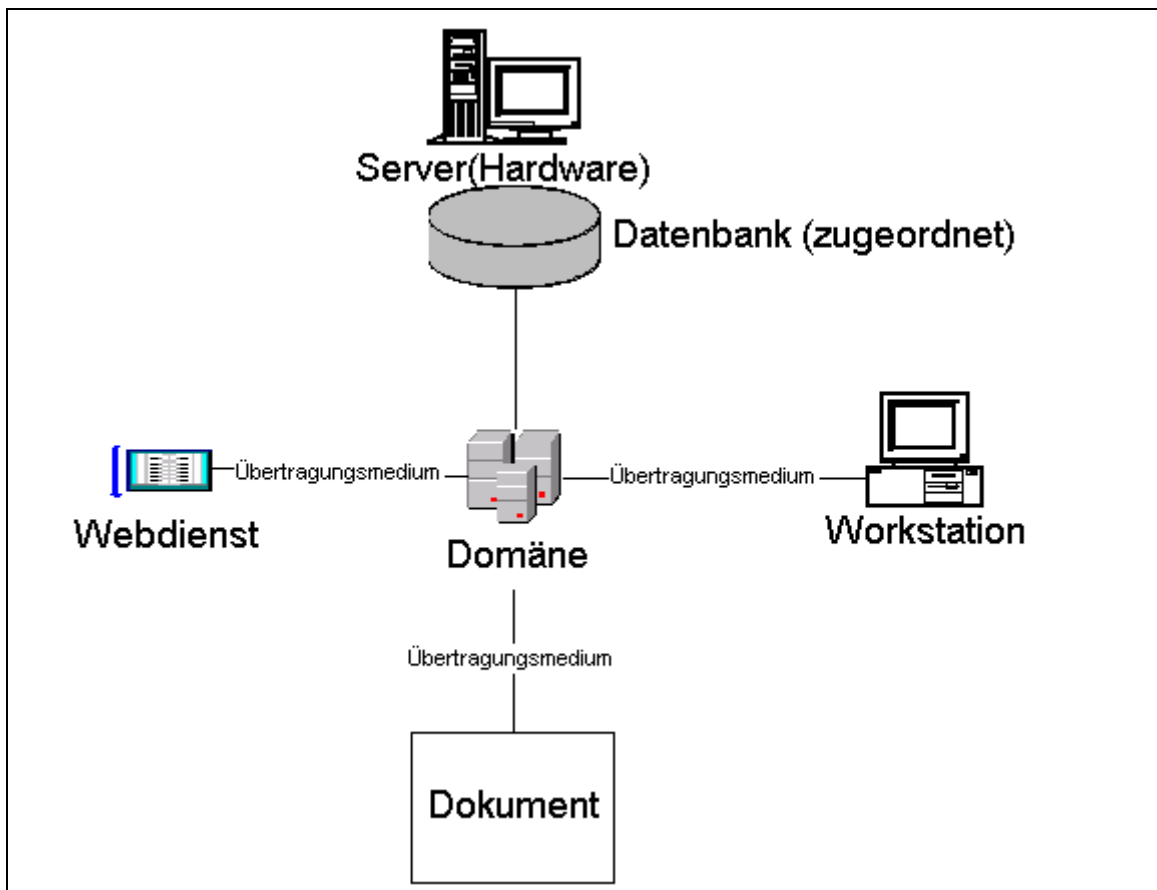 Server(Hardware)
Datenbank (zugeordnet)
Übertragungsmedium
Übertragungsmedium
Webdienst
Workstation
Domäne
Übertragungsmedium
Dokument